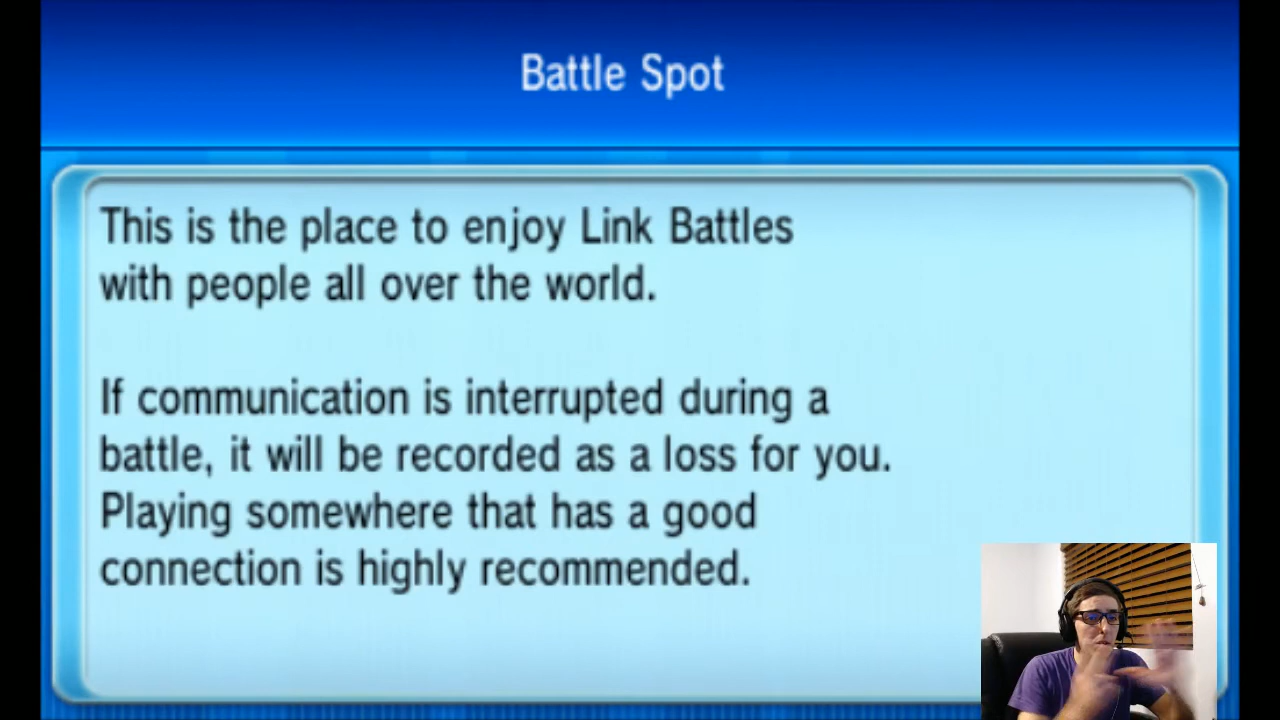 Battle Spot
This is the place to enjoy Link Battles
with people all over the world.
If communication is interrupted during a
battle, it will be recorded as a loss for you.
Playing somewhere that has a good
connection is highly recommended.